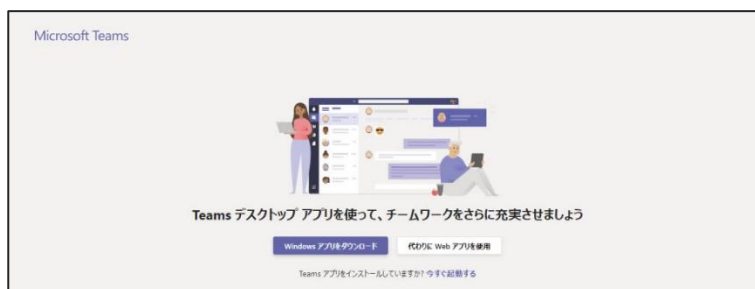 Microsoft Teams
Teams デスクトップ アプリを使って、チームワークをさらに充実させましょう
Windows アプリをダウンロード
代わりに Web アプリを使用
Teams アプリをインストールしていますか? 今すぐ起動する